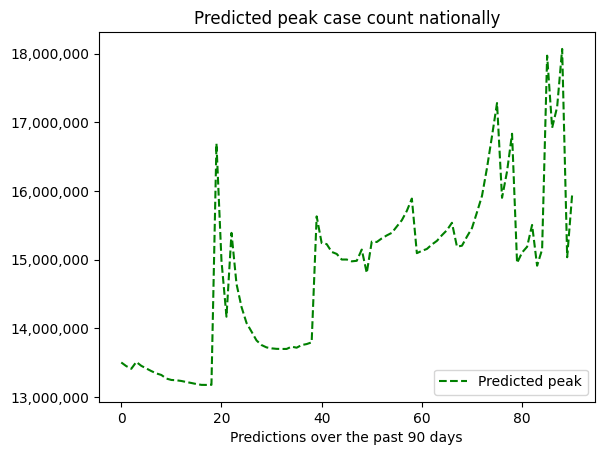 Predicted peak case count nationally
18,000,000
17,000,000
16,000,000
15,000,000
14,000,000
13,000,000
Predicted peak
0 20 40 60 80
Predictions over the past 90 days